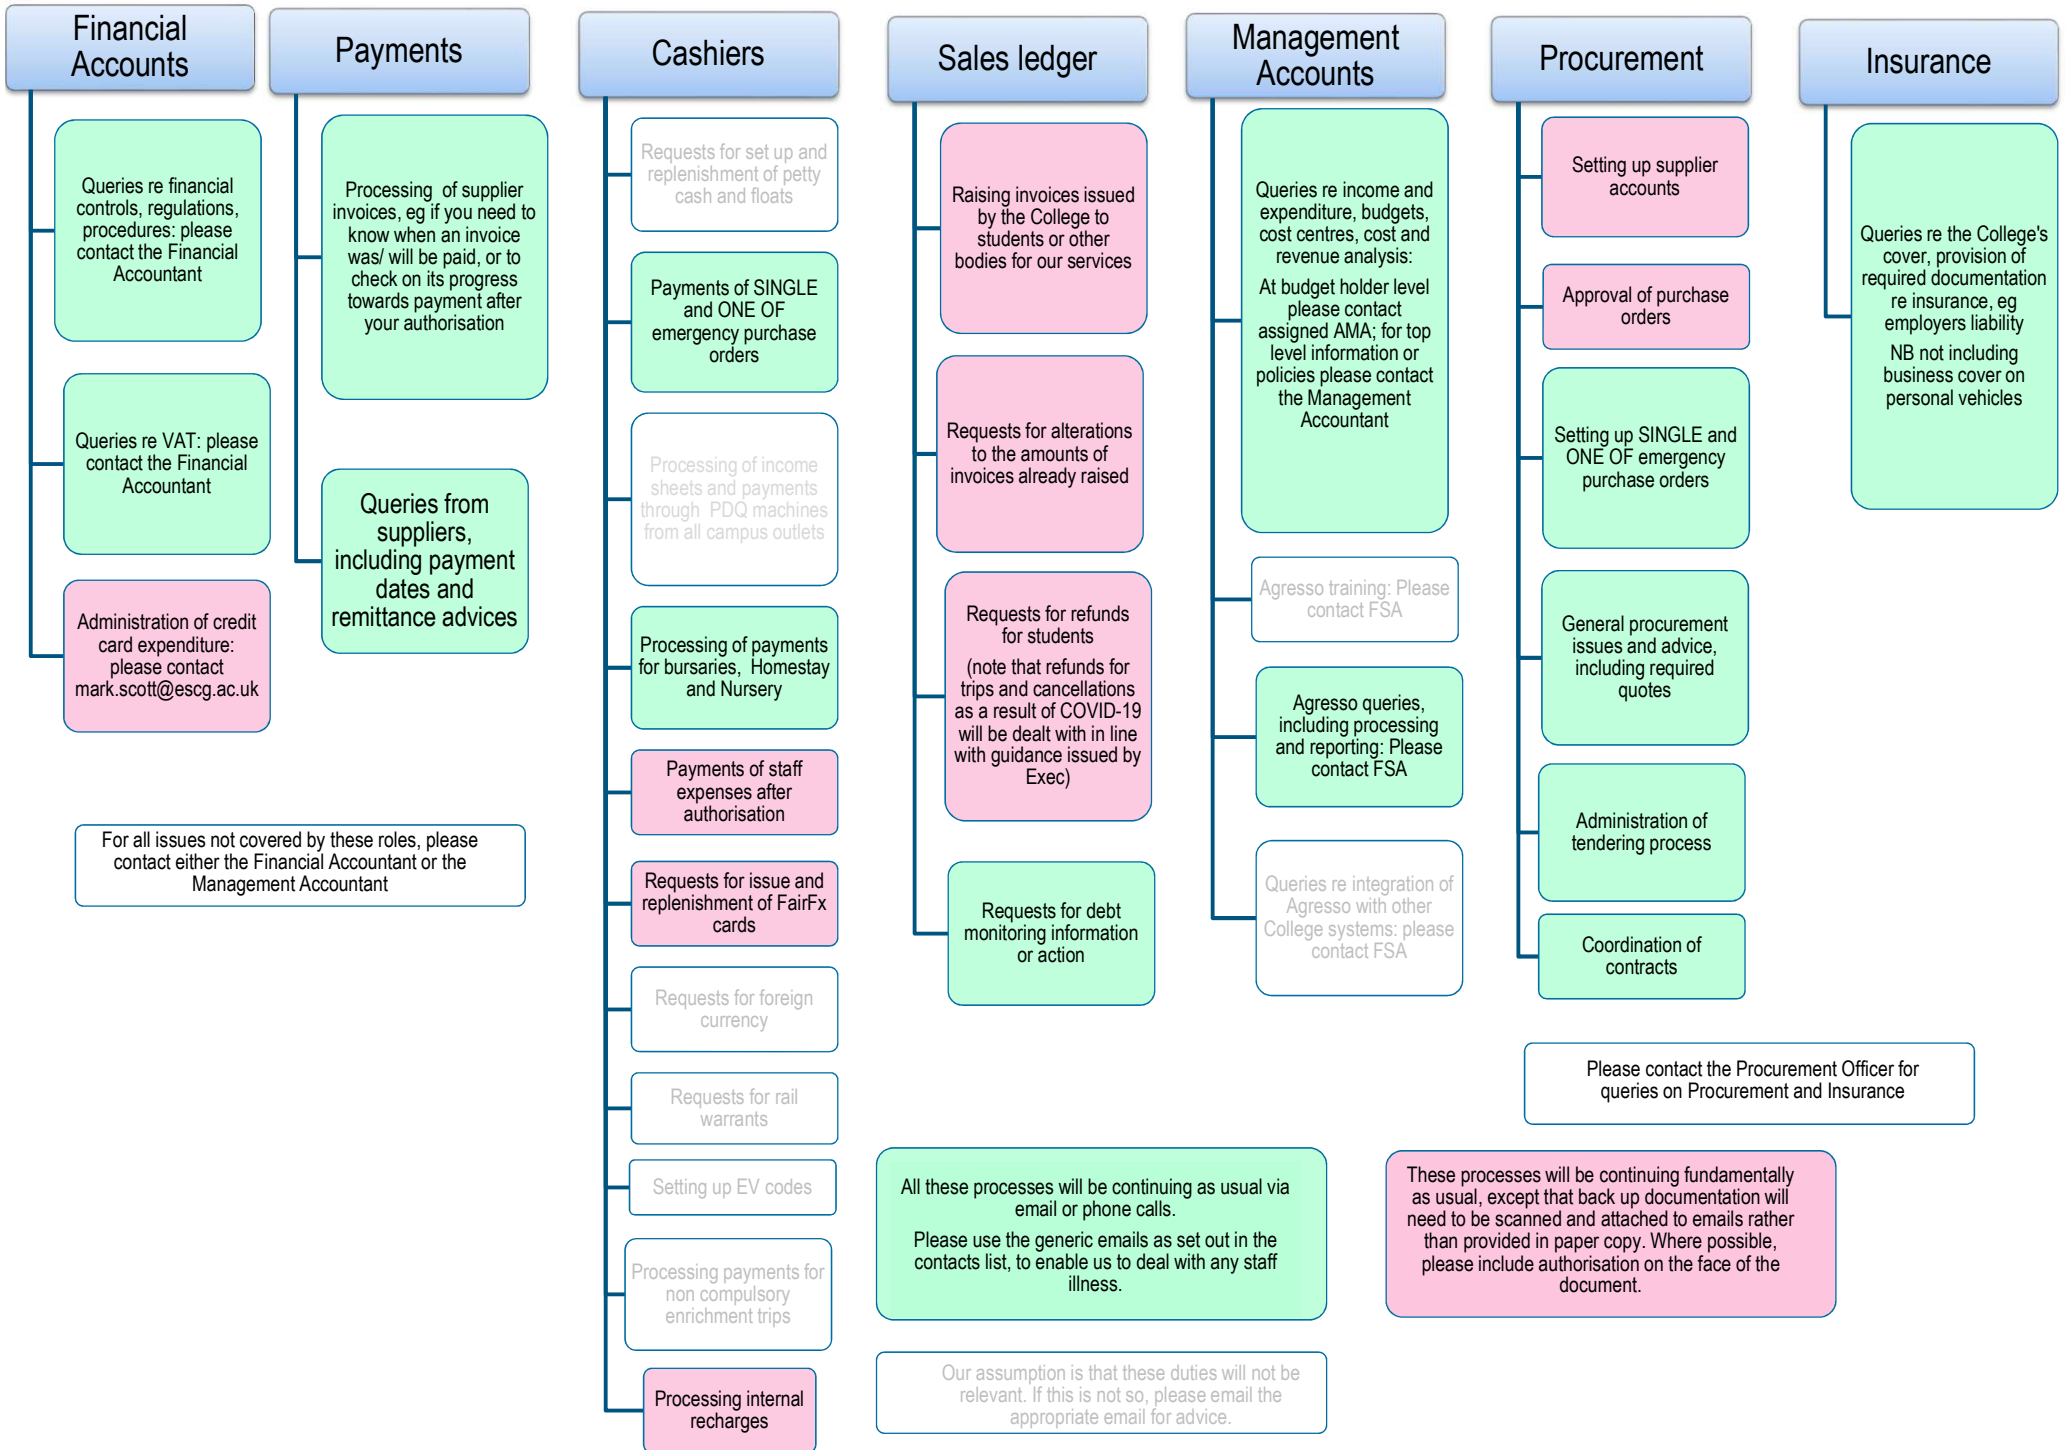 Financial
Accounts
Queries re financial
controls, regulations,
procedures: please
contact the Financial
Accountant
Queries re VAT: please
contact the Financial
Accountant
Administration of credit
card expenditure:
please contact
mark.scott@escg.ac.uk
Payments
Processing of supplier
invoices, eg if you need to
know when an invoice
was/ will be paid, or to
check on its progress
towards payment after
your authorisation
Queries from
suppliers,
including payment
dates and
remittance advices
Cashiers
Requests for set up and
replenishment of petty
cash and floats
Payments of SINGLE
and ONE OF
emergency purchase
orders
Processing of income
sheets and payments
through PDQ machines
from all campus outlets
Processing of payments
for bursaries, Homestay
and Nursery
Payments of staff
expenses after
authorisation
Requests for issue and
replenishment of FairFx
cards
Requests for foreign
currency
Requests for rail
warrants
Setting up EV codes
Processing payments for
non compulsory
enrichment trips
Processing internal
recharges
Sales ledger
Raising invoices issued
by the College to
students or other
bodies for our services
Requests for alterations
to the amounts of
invoices already raised
Requests for refunds
for students
(note that refunds for
trips and cancellations
as a result of COVID-19
will be dealt with in line
with guidance issued by
Exec)
Requests for debt
monitoring information
or action
Management
Accounts
Queries re income and
expenditure, budgets,
cost centres, cost and
revenue analysis:
At budget holder level
please contact
assigned AMA; for top
level information or
policies please contact
the Management
Accountant
Agresso training: Please
contact FSA
Agresso queries,
including processing
and reporting: Please
contact FSA
Queries re integration of
Agresso with other
College systems: please
contact FSA
Procurement
Setting up supplier
accounts
Approval of purchase
orders
Setting up SINGLE and
ONE OF emergency
purchase orders
General procurement
issues and advice,
including required
quotes
Administration of
tendering process
Coordination of
contracts
Insurance
Queries re the College's
cover, provision of
required documentation
re insurance, eg
employers liability
NB not including
business cover on
personal vehicles
For all issues not covered by these roles, please
contact either the Financial Accountant or the
Management Accountant
Please contact the Procurement Officer for
queries on Procurement and Insurance
All these processes will be continuing as usual via
email or phone calls.
Please use the generic emails as set out in the
contacts list, to enable us to deal with any staff
illness.
These processes will be continuing fundamentally
as usual, except that back up documentation will
need to be scanned and attached to emails rather
than provided in paper copy. Where possible,
please include authorisation on the face of the
document.
Our assumption is that these duties will not be
relevant. If this is not so, please email the
appropriate email for advice.